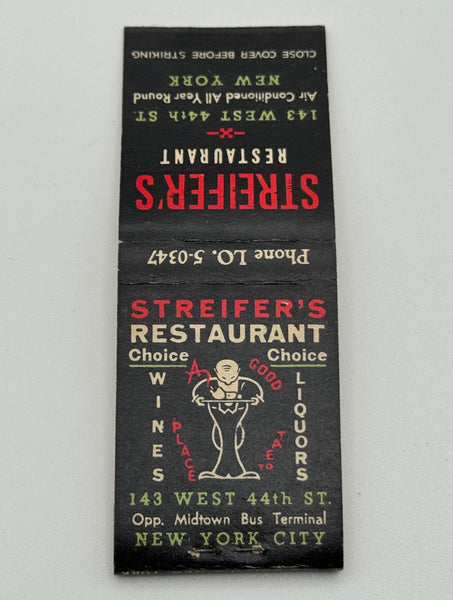 Phone LO. 5-0347
STREIFER'S
RESTAURANT
143 WEST 44th ST.
Air Conditioned All Year Round
NEW YORK
CLOSE COVER BEFORE STRIKING
STREIFER'S
RESTAURANT
Choice Choice
WINES
A GOOD PLACE TO EAT
LIQUORS
143 WEST 44th ST.
Opp. Midtown Bus Terminal
NEW YORK CITY